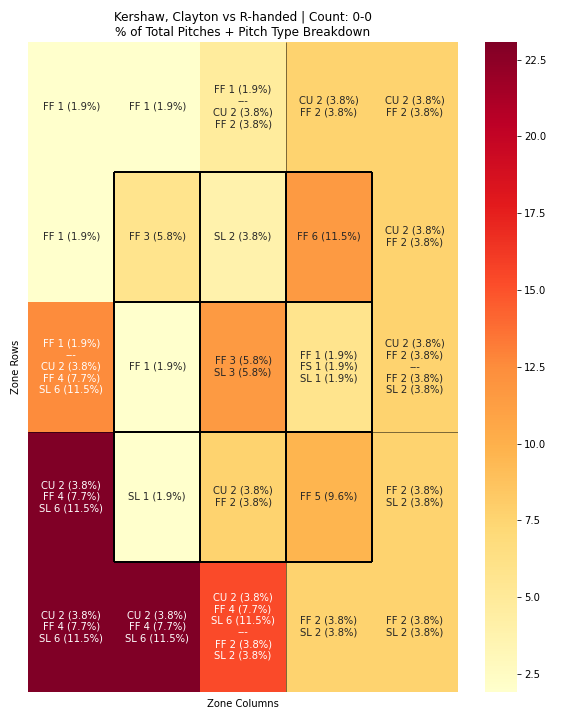 Kershaw, Clayton vs R-handed | Count: 0-0
% of Total Pitches + Pitch Type Breakdown
FF 1 (1.9%)
FF 1 (1.9%)
FF 1 (1.9%)
---
CU 2 (3.8%)
FF 2 (3.8%)
CU 2 (3.8%)
FF 2 (3.8%)
CU 2 (3.8%)
FF 2 (3.8%)
FF 1 (1.9%)
FF 3 (5.8%)
SL 2 (3.8%)
FF 6 (11.5%)
CU 2 (3.8%)
FF 2 (3.8%)
FF 1 (1.9%)
---
CU 2 (3.8%)
FF 4 (7.7%)
SL 6 (11.5%)
FF 1 (1.9%)
FF 3 (5.8%)
SL 3 (5.8%)
FF 1 (1.9%)
FS 1 (1.9%)
SL 1 (1.9%)
CU 2 (3.8%)
FF 2 (3.8%)
---
FF 2 (3.8%)
SL 2 (3.8%)
CU 2 (3.8%)
FF 4 (7.7%)
SL 6 (11.5%)
SL 1 (1.9%)
CU 2 (3.8%)
FF 2 (3.8%)
FF 5 (9.6%)
FF 2 (3.8%)
SL 2 (3.8%)
CU 2 (3.8%)
FF 4 (7.7%)
SL 6 (11.5%)
CU 2 (3.8%)
FF 4 (7.7%)
SL 6 (11.5%)
CU 2 (3.8%)
FF 4 (7.7%)
SL 6 (11.5%)
---
FF 2 (3.8%)
SL 2 (3.8%)
FF 2 (3.8%)
SL 2 (3.8%)
FF 2 (3.8%)
SL 2 (3.8%)
Zone Rows
Zone Columns
22.5
20.0
17.5
15.0
12.5
10.0
7.5
5.0
2.5